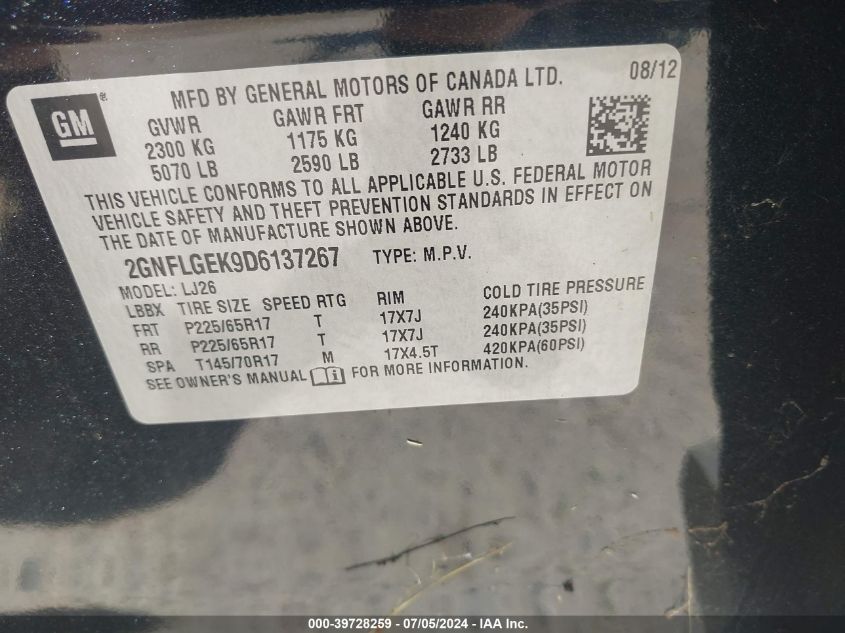 GM ®
MFD BY GENERAL MOTORS OF CANADA LTD. 08/12
GVWR GAWR FRT GAWR RR
2300 KG 1175 KG 1240 KG
5070 LB 2590 LB 2733 LB
THIS VEHICLE CONFORMS TO ALL APPLICABLE U.S. FEDERAL MOTOR
VEHICLE SAFETY AND THEFT PREVENTION STANDARDS IN EFFECT ON
THE DATE OF MANUFACTURE SHOWN ABOVE.
2GNFLGEK9D6137267 TYPE: M.P.V.
MODEL: LJ26
LBBX TIRE SIZE SPEED RTG RIM COLD TIRE PRESSURE
FRT P225/65R17 T 17X7J 240KPA(35PSI)
RR P225/65R17 T 17X7J 240KPA(35PSI)
SPA T145/70R17 M 17X4.5T 420KPA(60PSI)
SEE OWNER'S MANUAL i FOR MORE INFORMATION.
000-39728259 - 07/05/2024 - IAA Inc.